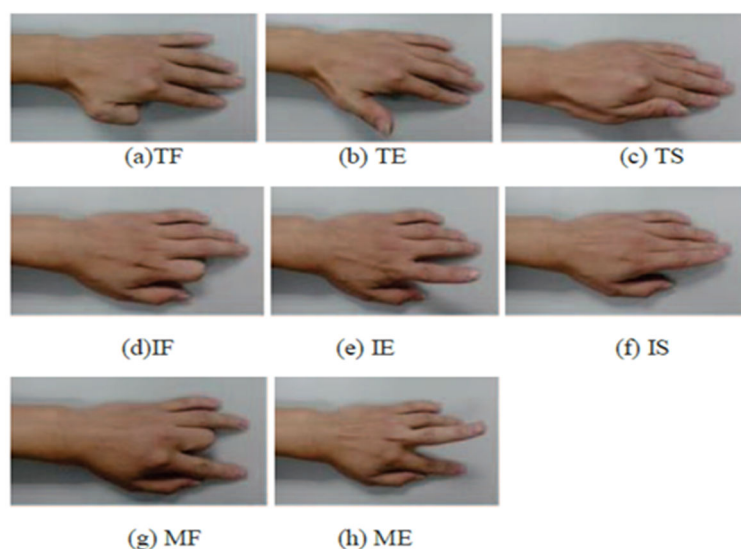 (a)TF
(b) TE
(c) TS
(d)IF
(e) IE
(f) IS
(g) MF
(h) ME